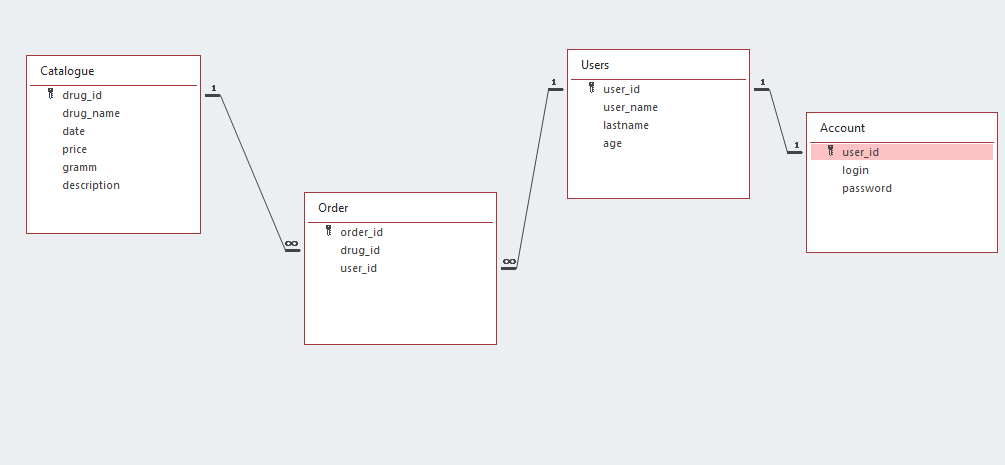 Catalogue
drug_id
drug_name
date
price
gramm
description
1
∞
Order
order_id
drug_id
user_id
∞
1
Users
user_id
user_name
lastname
age
1
1
Account
user_id
login
password